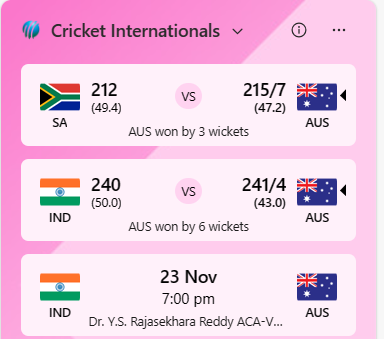 Cricket Internationals
212 VS 215/7
(49.4) (47.2)
SA AUS
AUS won by 3 wickets
240 VS 241/4
(50.0) (43.0)
IND AUS
AUS won by 6 wickets
23 Nov
7:00 pm
IND AUS
Dr. Y.S. Rajasekhara Reddy ACA-V...